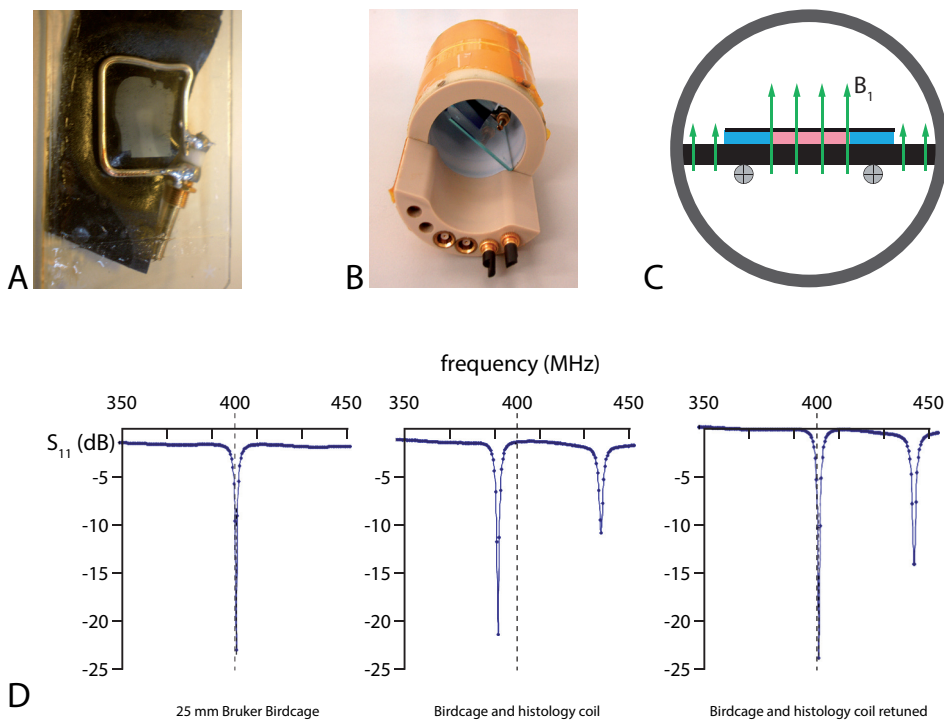 A
B
C
B1
frequency (MHz)
350 400 450
350 400 450
350 400 450
S11 (dB)
-5
-10
-15
-20
-25
-5
-10
-15
-20
-25
-5
-10
-15
-20
-25
D
25 mm Bruker Birdcage
Birdcage and histology coil
Birdcage and histology coil retuned